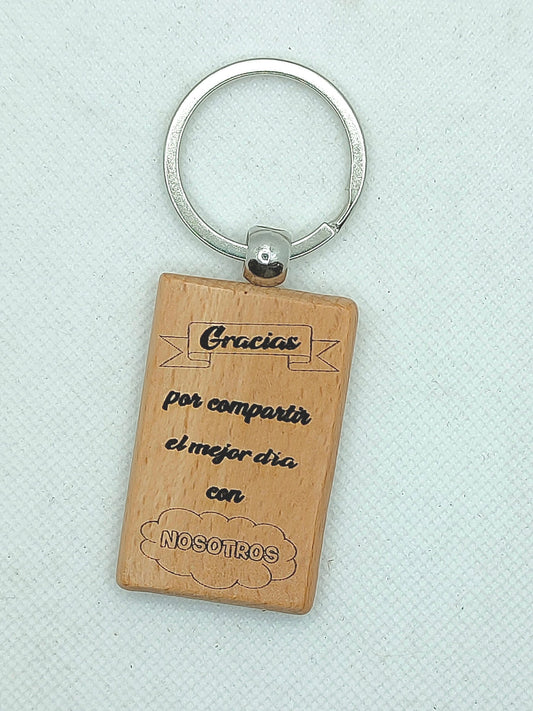 Gracias
por compartir
el mejor día
con
NOSOTROS